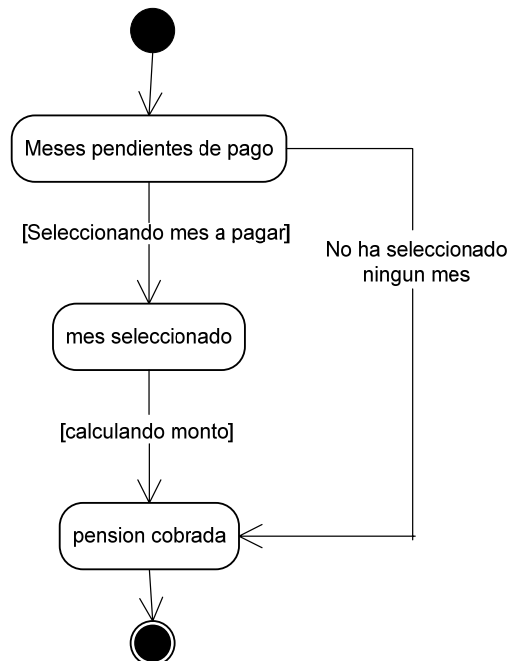 Meses pendientes de pago
[Seleccionando mes a pagar]
No ha seleccionado
ningun mes
mes seleccionado
[calculando monto]
pension cobrada